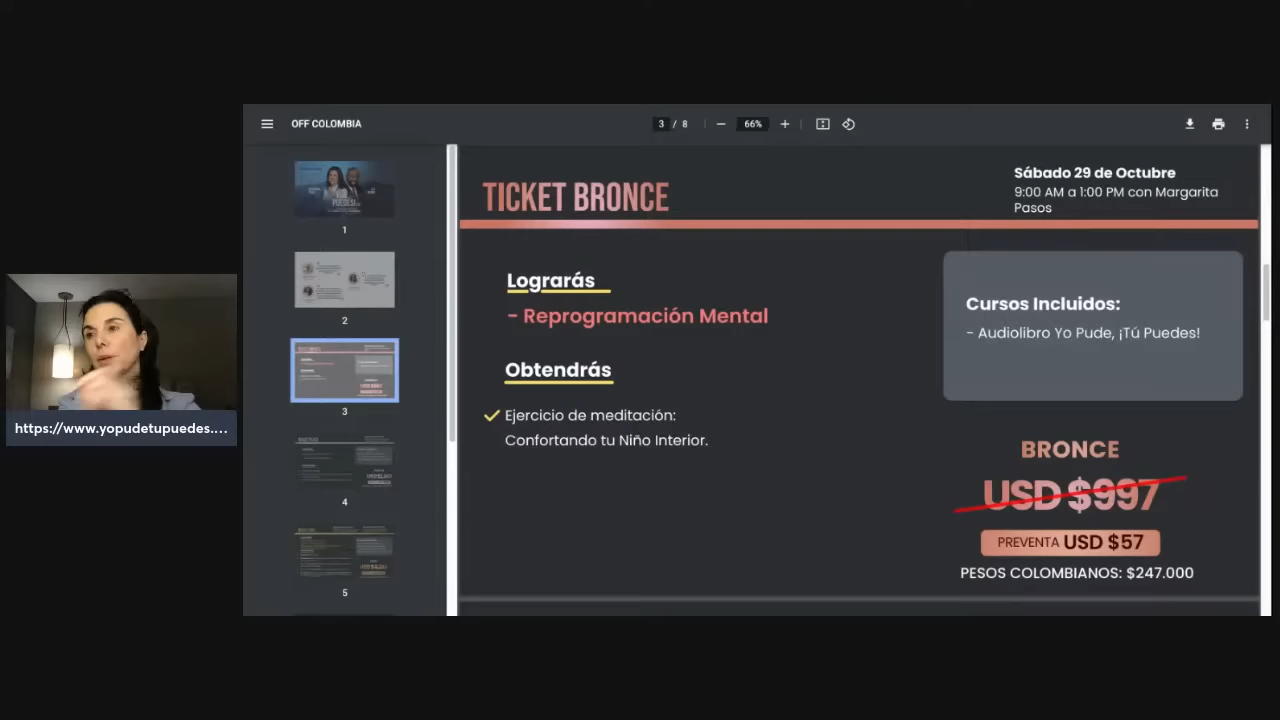 OFF COLOMBIA
3 / 8
66%
1
2
3
4
5
TICKET BRONCE
Sábado 29 de Octubre
9:00 AM a 1:00 PM con Margarita
Pasos
Lograrás
- Reprogramación Mental
Obtendrás
Ejercicio de meditación:
Confortando tu Niño Interior.
Cursos Incluidos:
- Audiolibro Yo Pude, ¡Tú Puedes!
BRONCE
USD $997
PREVENTA USD $57
PESOS COLOMBIANOS: $247.000
https://www.yopudetupuedes....